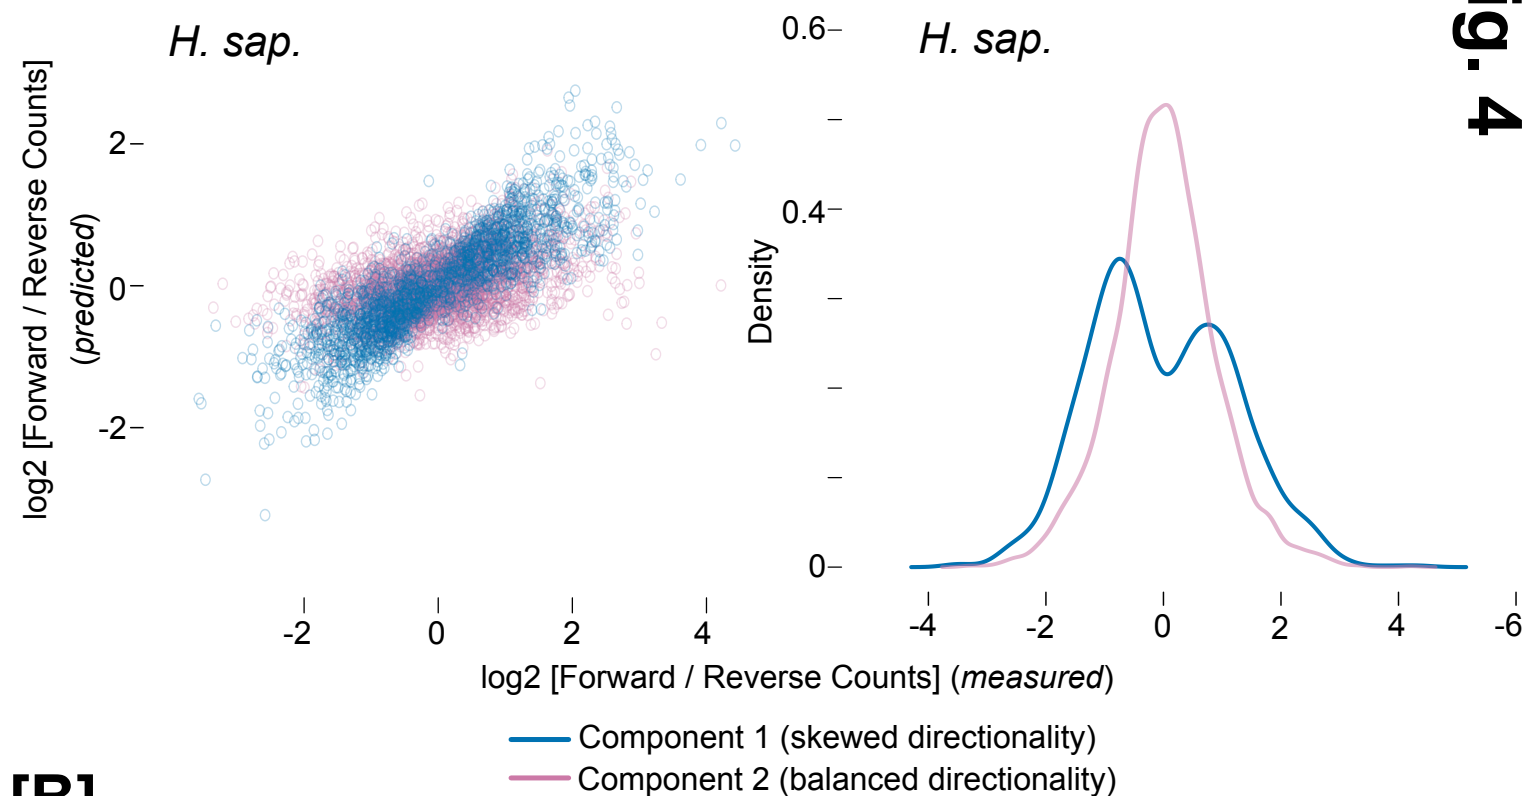 H. sap.
log2 [Forward / Reverse Counts]
(predicted)
2
0
-2
-2
0
2
4
H. sap.
Density
0.6
0.4
0
-4
-2
0
2
4
-6
log2 [Forward / Reverse Counts] (measured)
Component 1 (skewed directionality)
Component 2 (balanced directionality)
ig. 4
[B]